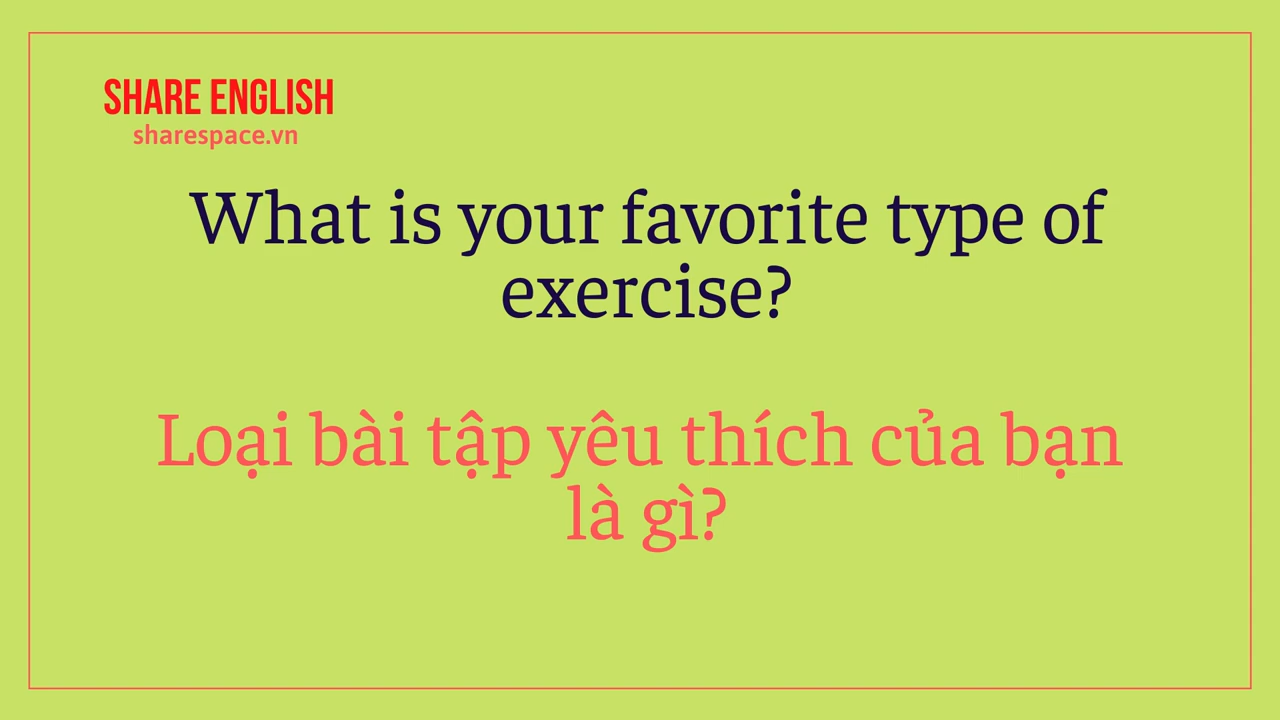 SHARE ENGLISH
sharespace.vn
What is your favorite type of
exercise?
Loại bài tập yêu thích của bạn
là gì?